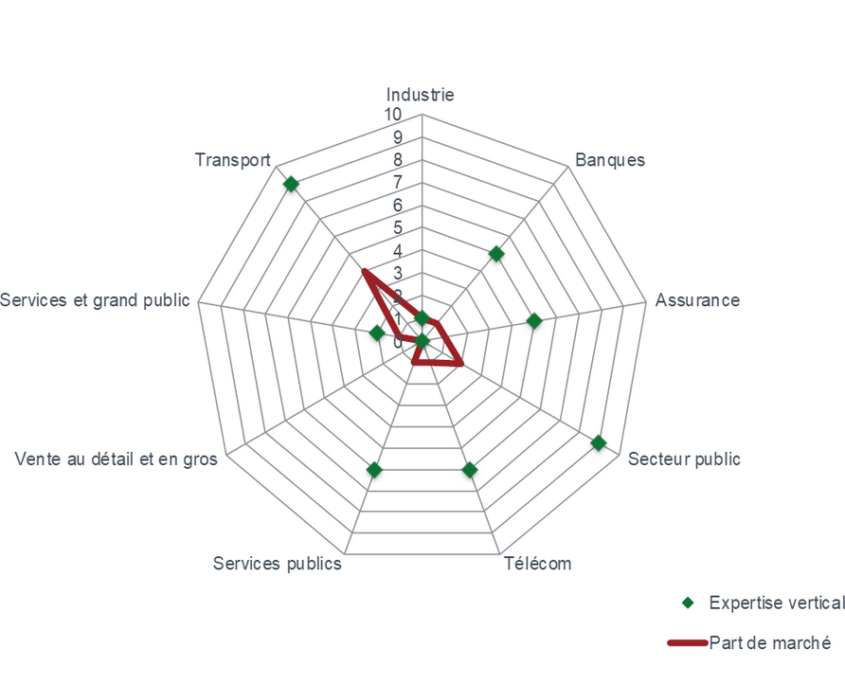 Industrie
10
9
8
7
6
5
4
3
2
1
0
Transport
Banques
Services et grand public
Assurance
Vente au détail et en gros
Secteur public
Services publics
Télécom
Expertise vertical
Part de marché